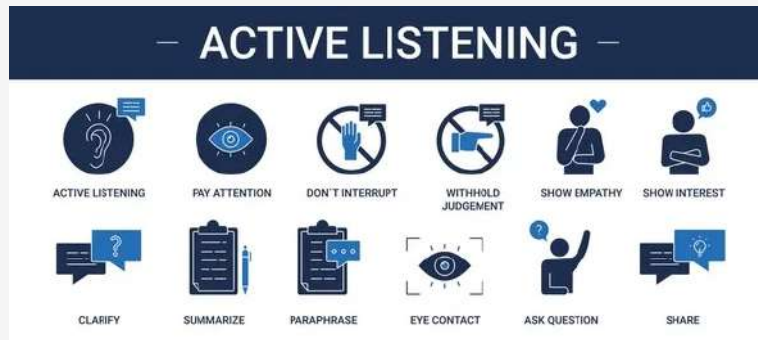 — ACTIVE LISTENING —
ACTIVE LISTENING
PAY ATTENTION
DON'T INTERRUPT
WITHHOLD
JUDGEMENT
SHOW EMPATHY
SHOW INTEREST
?
CLARIFY
SUMMARIZE
PARAPHRASE
EYE CONTACT
?
ASK QUESTION
SHARE